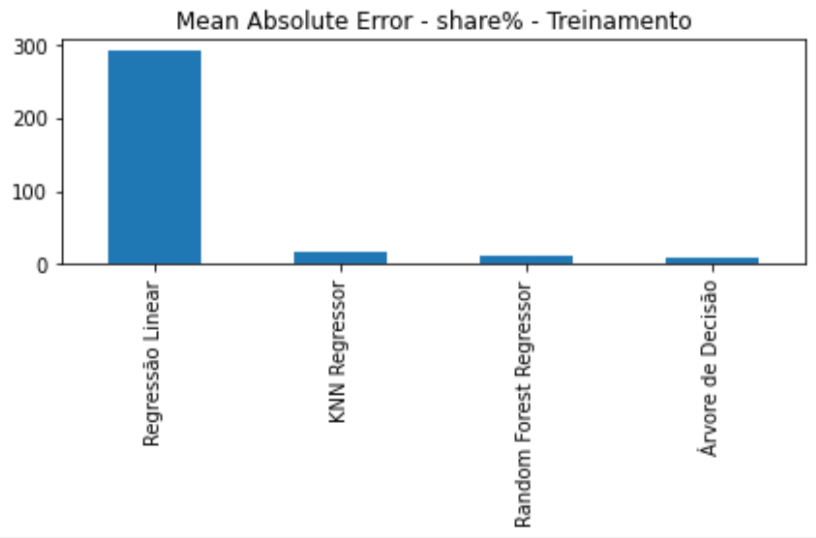 Mean Absolute Error - share% - Treinamento
300
200
100
0
Regressão Linear
KNN Regressor
Random Forest Regressor
Árvore de Decisão